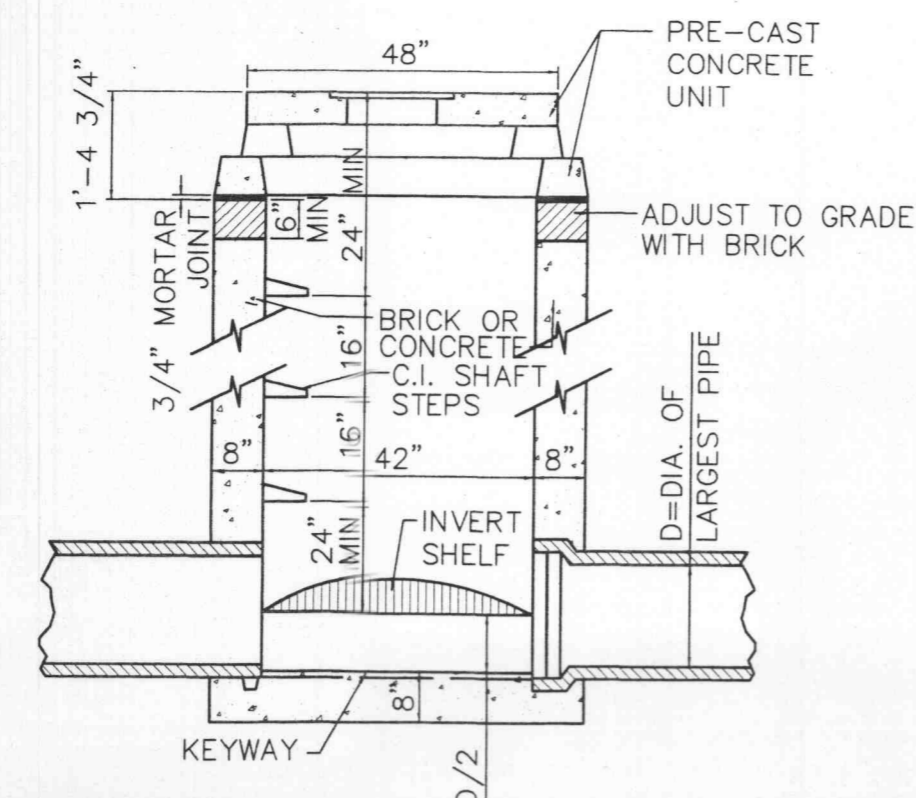 48”
PRE-CAST
CONCRETE
UNIT
1'-4 3/4”
MIN
6”
MIN
24”
ADJUST TO GRADE
WITH BRICK
3/4” MORTAR
JOINT
BRICK OR
CONCRETE
16”
C.I. SHAFT
STEPS
D=DIA. OF
LARGEST PIPE
8”
16”
42”
8”
24”
MIN
INVERT
SHELF
8”
KEYWAY
D/2